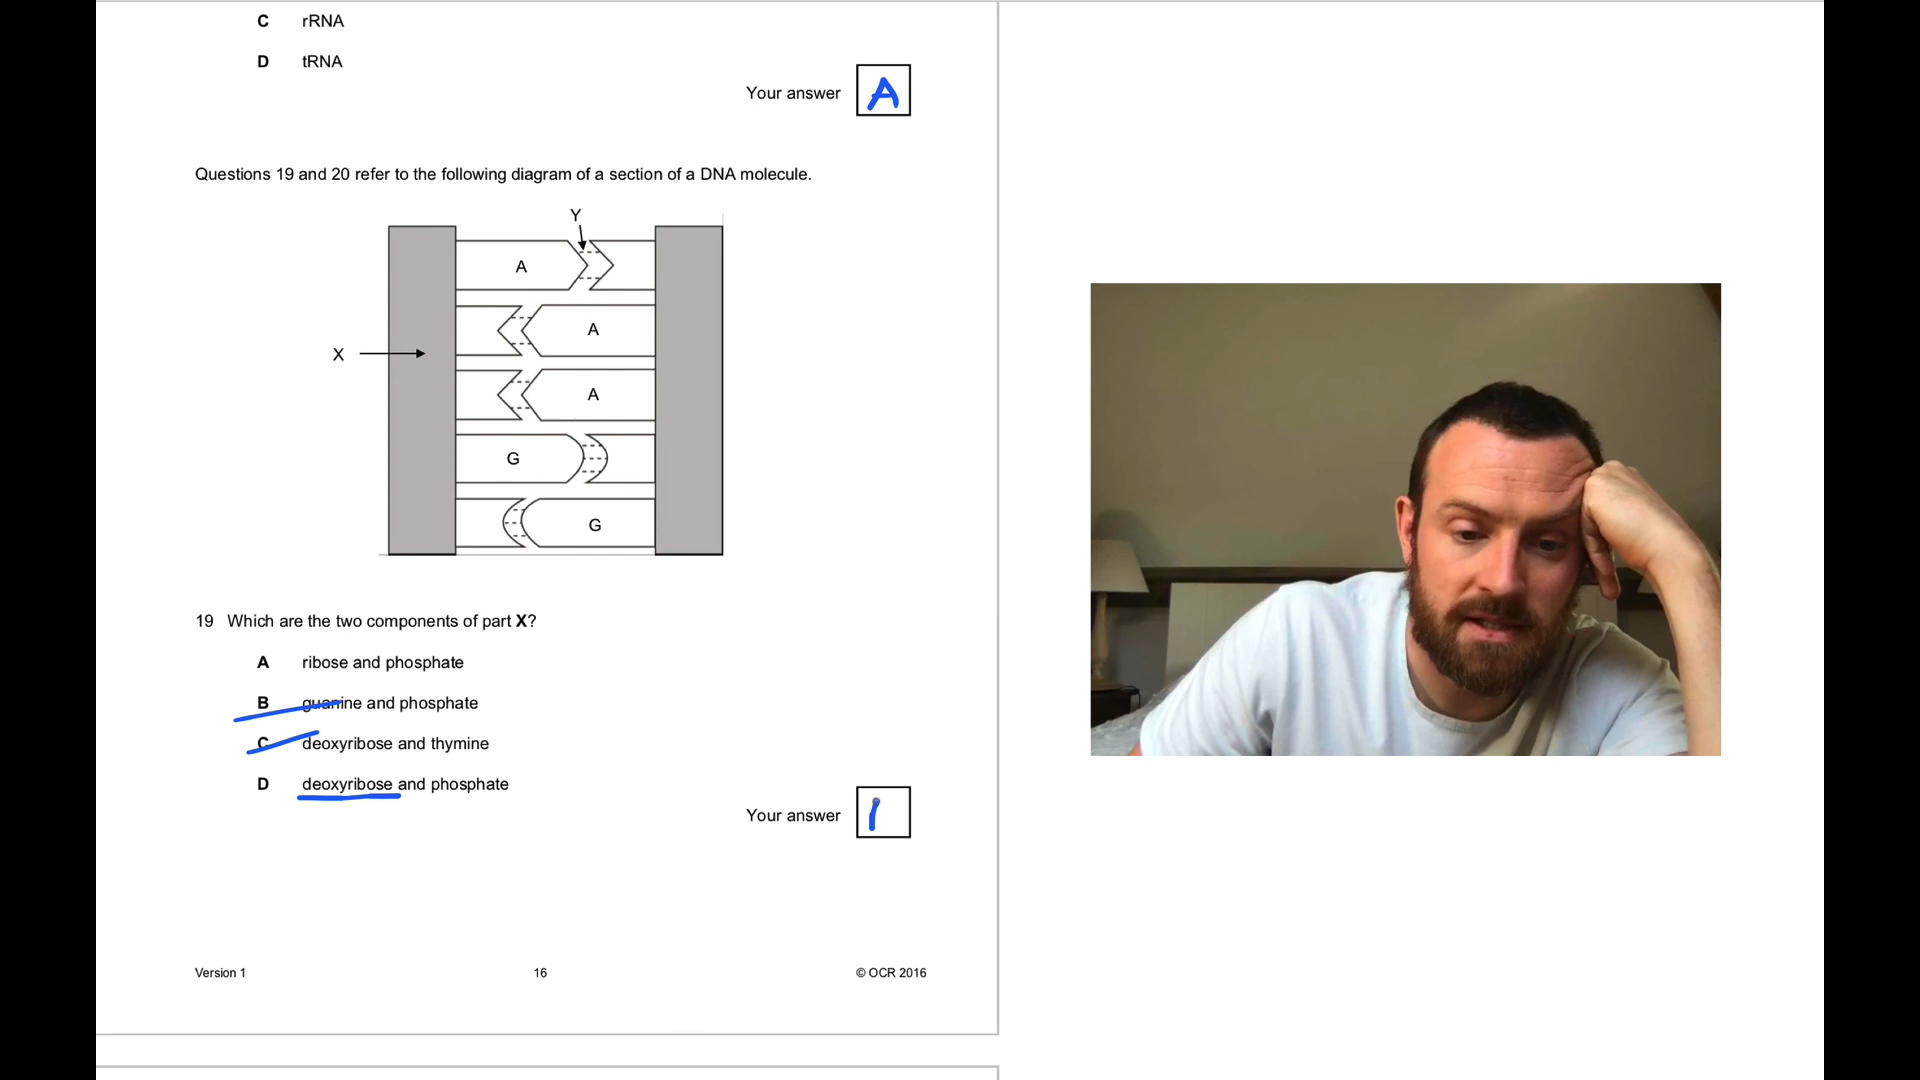 C rRNA
D tRNA
Your answer A
Questions 19 and 20 refer to the following diagram of a section of a DNA molecule.
Y
A
A
X
A
G
G
19 Which are the two components of part X?
A ribose and phosphate
B guanine and phosphate
C deoxyribose and thymine
D deoxyribose and phosphate
Your answer
Version 1 16 © OCR 2016